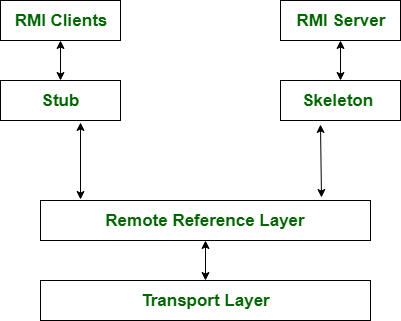 RMI Clients
RMI Server
Stub
Skeleton
Remote Reference Layer
Transport Layer